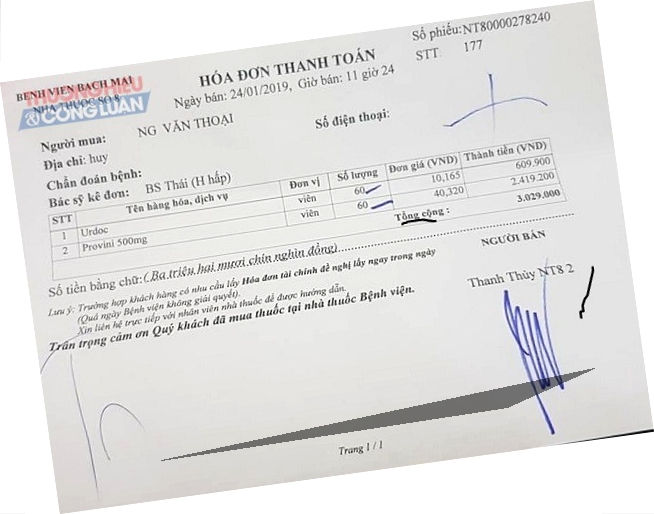 Số phiếu:NT80000278240
STT: 177
BỆNH VIỆN BẠCH MAI
NHÀ THUỐC SỐ 8
THƯƠNG HIỆU
& CÔNG LUẬN
HÓA ĐƠN THANH TOÁN
Ngày bán: 24/01/2019, Giờ bán: 11 giờ 24
Người mua: NG VĂN THOẠI
Số điện thoại:
Địa chỉ: huy
Chẩn đoán bệnh:
Bác sỹ kê đơn: BS Thái (H hấp)
STT Tên hàng hóa, dịch vụ Đơn vị Số lượng Đơn giá (VND) Thành tiền (VND)
1 Urdoc viên 60 10,165 609,900
2 Provini 500mg viên 60 40,320 2.419,200
Tổng cộng : 3.029,000
Số tiền bằng chữ:( Ba triệu hai mươi chín nghìn đồng)
Lưu ý: Trường hợp khách hàng có nhu cầu lấy Hóa đơn tài chính đề nghị lấy ngay trong ngày
(Quá ngày Bệnh viện không giải quyết).
Xin liên hệ trực tiếp với nhân viên nhà thuốc để được hướng dẫn.
Trân trọng cảm ơn Quý khách đã mua thuốc tại nhà thuốc Bệnh viện.
NGƯỜI BÁN
Thanh Thủy NT8 2
Trang 1 / 1